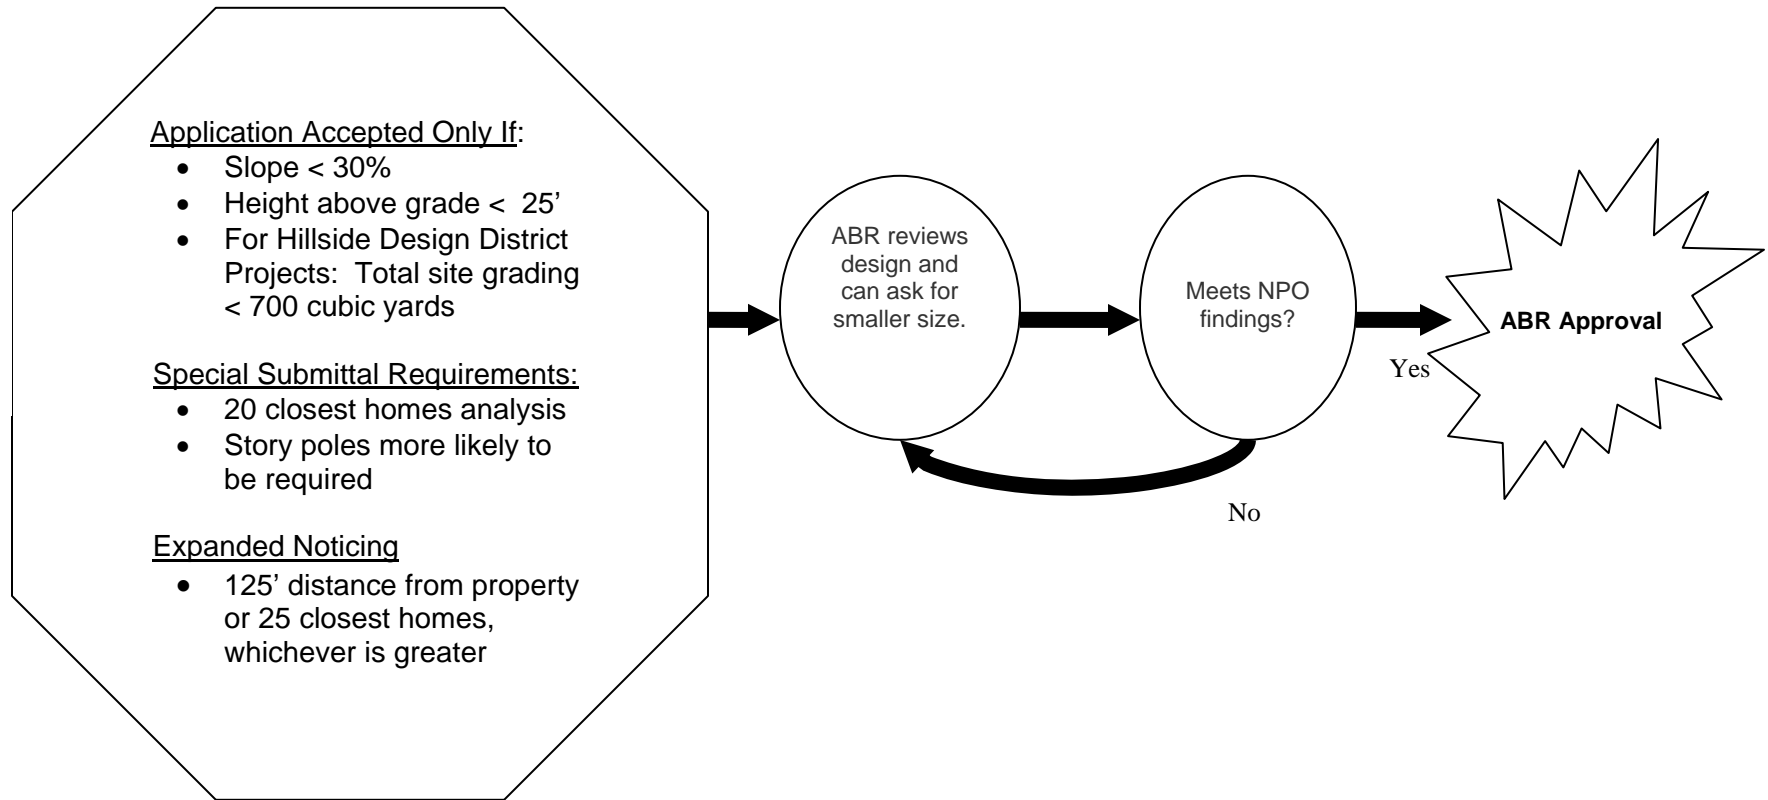 Application Accepted Only If:
• Slope < 30%
• Height above grade < 25’
• For Hillside Design District
Projects: Total site grading
< 700 cubic yards
Special Submittal Requirements:
• 20 closest homes analysis
• Story poles more likely to
be required
Expanded Noticing
• 125’ distance from property
or 25 closest homes,
whichever is greater
ABR reviews
design and
can ask for
smaller size.
Meets NPO
findings?
Yes
No
ABR Approval